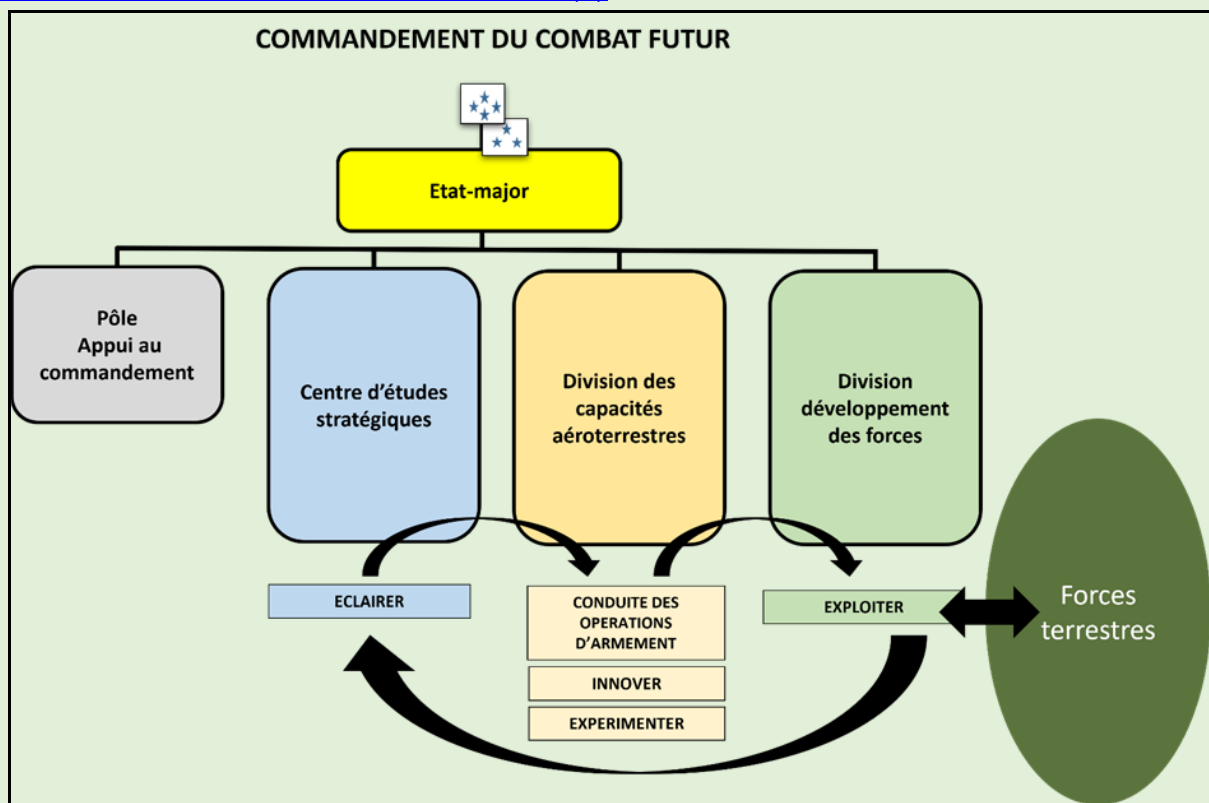 COMMANDEMENT DU COMBAT FUTUR
Etat-major
Pôle
Appui au
commandement
Centre d'études
stratégiques
Division des
capacités
aéroterrestres
Division
développement
des forces
ECLAIRER
CONDUITE DES
OPERATIONS
D'ARMEMENT
INNOVER
EXPERIMENTER
EXPLOITER
Forces
terrestres